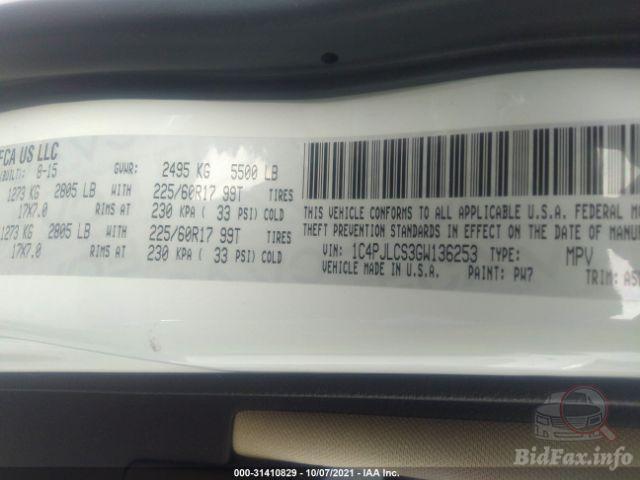 FCA US LLC
(BUILT): 8-15 GVWR: 2495 KG 5500 LB
1273 KG 2805 LB WITH 225/60R17 99T TIRES
17X7.0 RIMS AT 230 KPA ( 33 PSI) COLD
1273 KG 2805 LB WITH 225/60R17 99T TIRES
17X7.0 RIMS AT 230 KPA ( 33 PSI) COLD
THIS VEHICLE CONFORMS TO ALL APPLICABLE U.S.A. FEDERAL
THEFT PREVENTION STANDARDS IN EFFECT ON THE DATE OF
VIN: 1C4PJLCS3GW136253 TYPE: MPV
VEHICLE MADE IN U.S.A. PAINT: PW7 TRIM:
000-31410829 - 10/07/2021 - IAA Inc.
BidFax.info